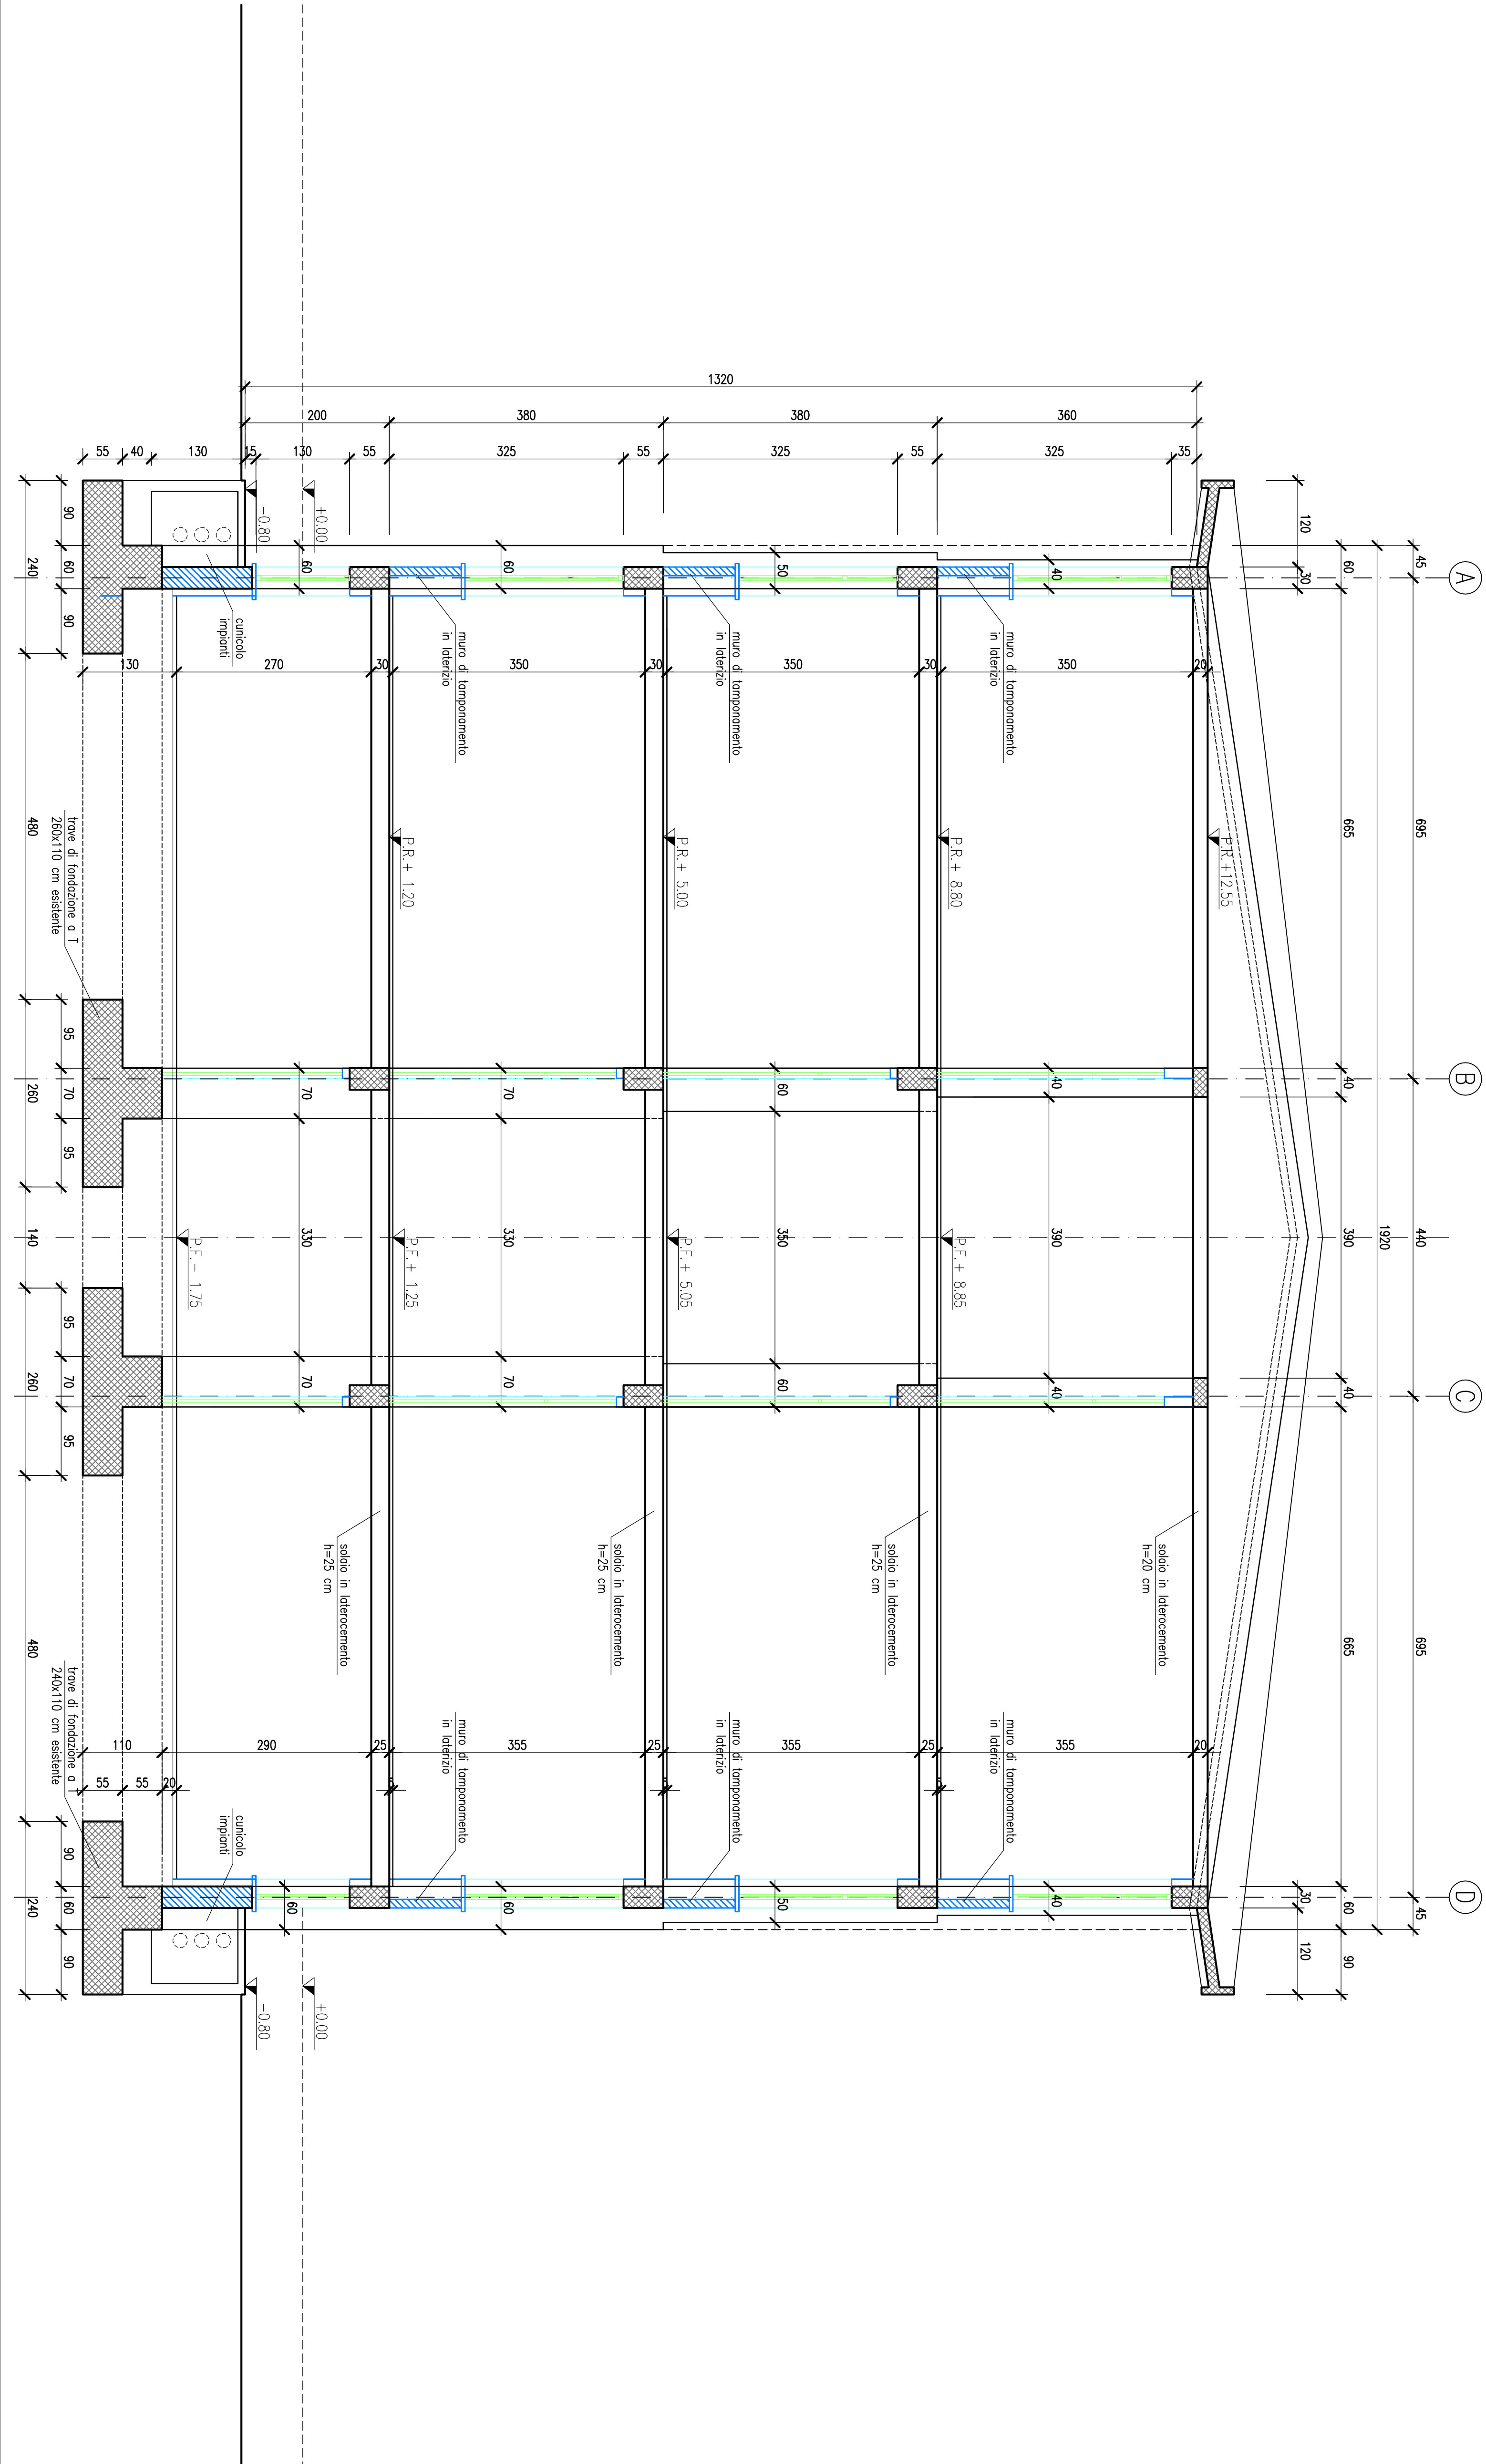 A
B
C
D
45
695
440
695
45
1920
60
665
40
390
40
665
60
90
120
30
30
120
P.R.+12.55
35
20
20
solaio in laterocemento
h=20 cm
1320
360
325
350
355
40
40
390
40
40
muro di tamponamento
in laterizio
muro di tamponamento
in laterizio
P.R.+ 8.80
P.F.+ 8.85
55
30
25
5
solaio in laterocemento
h=25 cm
380
325
350
355
50
60
350
60
50
muro di tamponamento
in laterizio
muro di tamponamento
in laterizio
P.R.+ 5.00
P.F.+ 5.05
55
30
25
5
solaio in laterocemento
h=25 cm
380
325
350
355
60
70
330
70
60
muro di tamponamento
in laterizio
muro di tamponamento
in laterizio
P.R.+ 1.20
P.F.+ 1.25
55
30
25
5
solaio in laterocemento
h=25 cm
200
130
15
270
290
60
70
330
70
60
+0.00
+0.00
-0.80
-0.80
cunicolo
impianti
cunicolo
impianti
P.F.- 1.75
130
40
55
130
20
110
55
55
trave di fondazione a T
260x110 cm esistente
trave di fondazione a
240x110 cm esistente
90
60
90
95
70
95
95
70
95
90
60
90
240
480
260
140
260
480
240